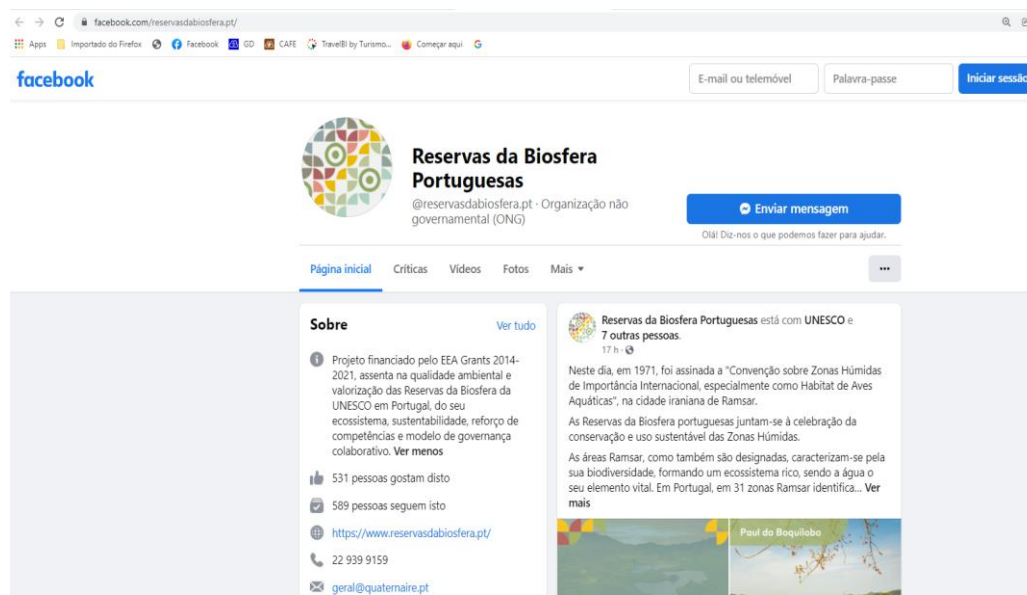 facebook.com/reservasdabiosfera.pt/
Apps Importado do Firefox Facebook GD CAFE TravelBI by Turismo... Começar aqui
facebook
E-mail ou telemóvel Palavra-passe Iniciar sessão
Reservas da Biosfera
Portuguesas
@reservasdabiosfera.pt · Organização não
governamental (ONG)
Enviar mensagem
Olá! Diz-nos o que podemos fazer para ajudar.
Página inicial Críticas Vídeos Fotos Mais
Sobre Ver tudo
Projeto financiado pelo EEA Grants 2014-
2021, assenta na qualidade ambiental e
valorização das Reservas da Biosfera da
UNESCO em Portugal, do seu
ecossistema, sustentabilidade, reforço de
competências e modelo de governança
colaborativo. Ver menos
531 pessoas gostam disto
589 pessoas seguem isto
https://www.reservasdabiosfera.pt/
22 939 9159
geral@quaternaire.pt
Reservas da Biosfera Portuguesas está com UNESCO e
7 outras pessoas.
17 h ·
Neste dia, em 1971, foi assinada a "Convenção sobre Zonas Húmidas
de Importância Internacional, especialmente como Habitat de Aves
Aquáticas", na cidade iraniana de Ramsar.
As Reservas da Biosfera portuguesas juntam-se à celebração da
conservação e uso sustentável das Zonas Húmidas.
As áreas Ramsar, como também são designadas, caracterizam-se pela
sua biodiversidade, formando um ecossistema rico, sendo a água o
seu elemento vital. Em Portugal, em 31 zonas Ramsar identifica... Ver
mais
Paul do Boquilobo